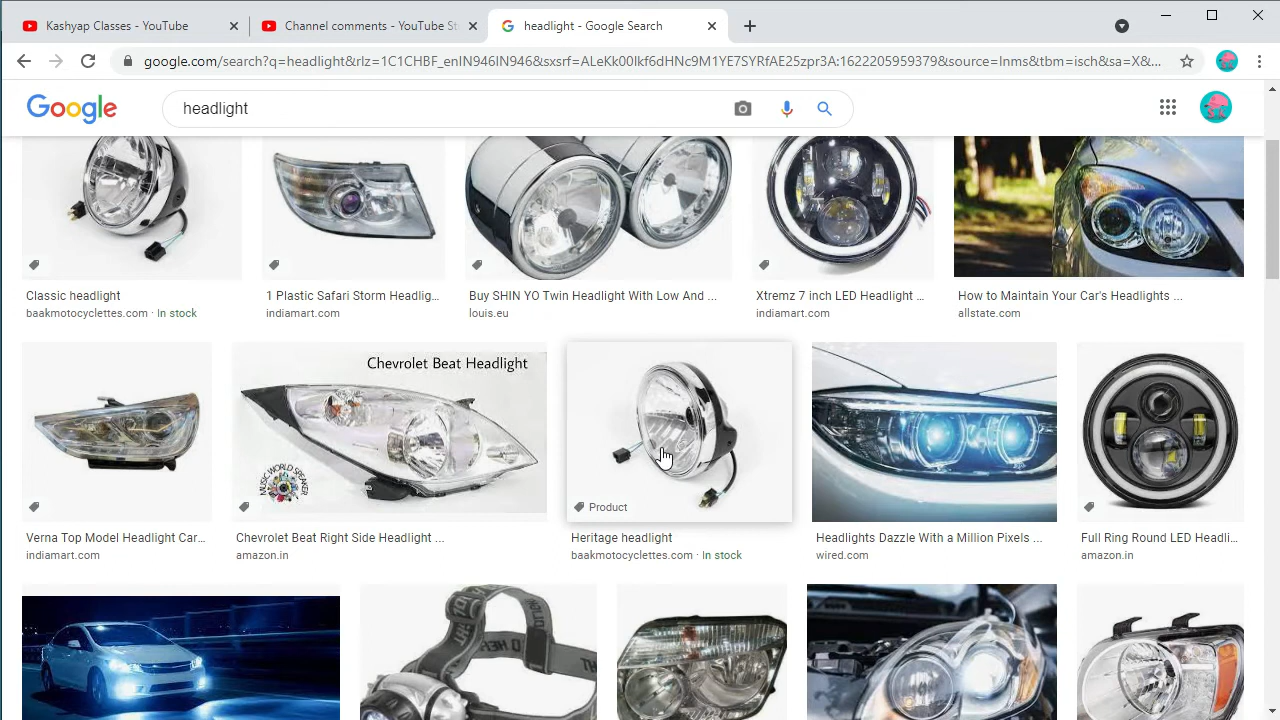 Kashyap Classes - YouTube
Channel comments - YouTube St
headlight - Google Search
google.com/search?q=headlight&rlz=1C1CHBF_enIN946IN946&sxsrf=ALeKk00Ikf6dHNc9M1YE7SYRfAE25zpr3A:1622205959379&source=lnms&tbm=isch&sa=X&...
Google
headlight
Classic headlight
baakmotocyclettes.com · In stock
1 Plastic Safari Storm Headlig...
indiamart.com
Buy SHIN YO Twin Headlight With Low And ...
louis.eu
Xtremz 7 inch LED Headlight ...
indiamart.com
How to Maintain Your Car's Headlights ...
allstate.com
Chevrolet Beat Headlight
MUSIC WORLD SPEAKER
Product
Verna Top Model Headlight Car...
indiamart.com
Chevrolet Beat Right Side Headlight ...
amazon.in
Heritage headlight
baakmotocyclettes.com · In stock
Headlights Dazzle With a Million Pixels ...
wired.com
Full Ring Round LED Headli...
amazon.in